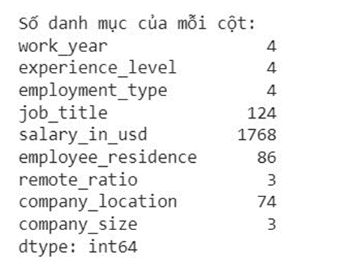 Số danh mục của mỗi cột:
work_year 4
experience_level 4
employment_type 4
job_title 124
salary_in_usd 1768
employee_residence 86
remote_ratio 3
company_location 74
company_size 3
dtype: int64